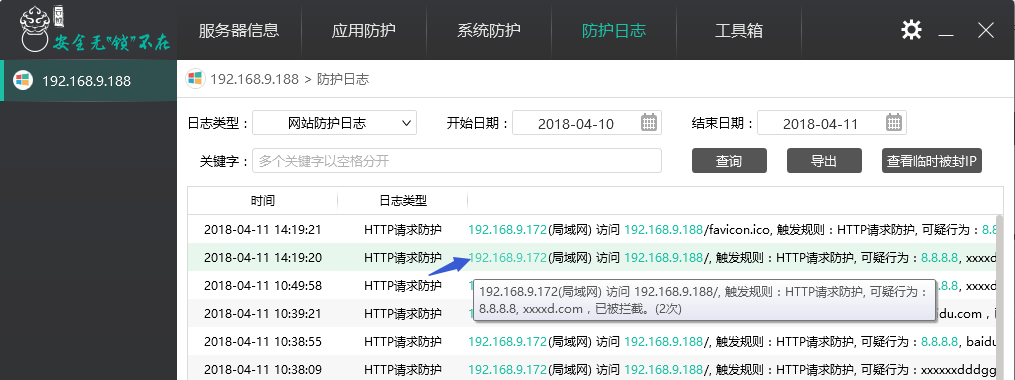 云锁
安全无"锁"不在
服务器信息 应用防护 系统防护 防护日志 工具箱
192.168.9.188
192.168.9.188 > 防护日志
日志类型： 网站防护日志 开始日期： 2018-04-10 结束日期： 2018-04-11
关键字： 多个关键字以空格分开 查询 导出 查看临时被封IP
时间 日志类型
2018-04-11 14:19:21 HTTP请求防护 192.168.9.172(局域网) 访问 192.168.9.188/favicon.ico, 触发规则：HTTP请求防护, 可疑行为：8.8
2018-04-11 14:19:20 HTTP请求防护 192.168.9.172(局域网) 访问 192.168.9.188/, 触发规则：HTTP请求防护, 可疑行为：8.8.8.8, xxxxd
2018-04-11 10:49:58 HTTP请求防护 8.8, xxxxd
192.168.9.172(局域网) 访问 192.168.9.188/, 触发规则：HTTP请求防护, 可疑行为：
8.8.8.8, xxxxd.com，已被拦截。(2次)
2018-04-11 10:39:21 HTTP请求防护 du.com，
2018-04-11 10:38:55 HTTP请求防护 192.168.9.172(局域网) 访问 192.168.9.188/, 触发规则：HTTP请求防护, 可疑行为：8.8.8.8, baidu
2018-04-11 10:38:09 HTTP请求防护 192.168.9.172(局域网) 访问 192.168.9.188/, 触发规则：HTTP请求防护, 可疑行为：xxxxxxdddgg